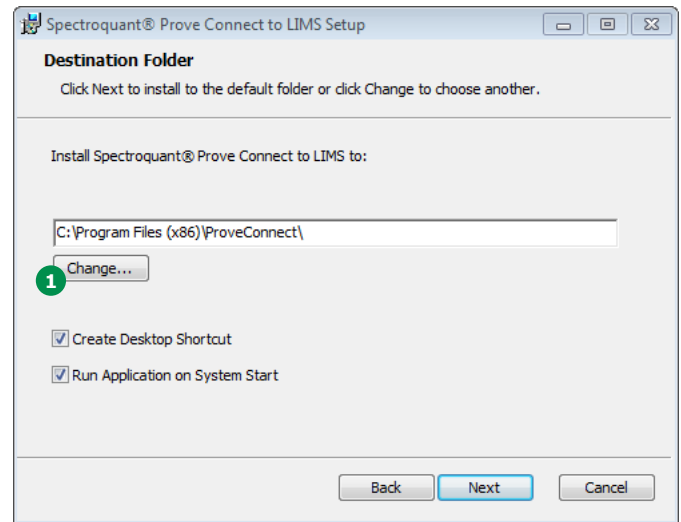 Spectroquant® Prove Connect to LIMS Setup
Destination Folder
Click Next to install to the default folder or click Change to choose another.
Install Spectroquant® Prove Connect to LIMS to:
C:\Program Files (x86)\ProveConnect\
Change...
1
Create Desktop Shortcut
Run Application on System Start
Back Next Cancel